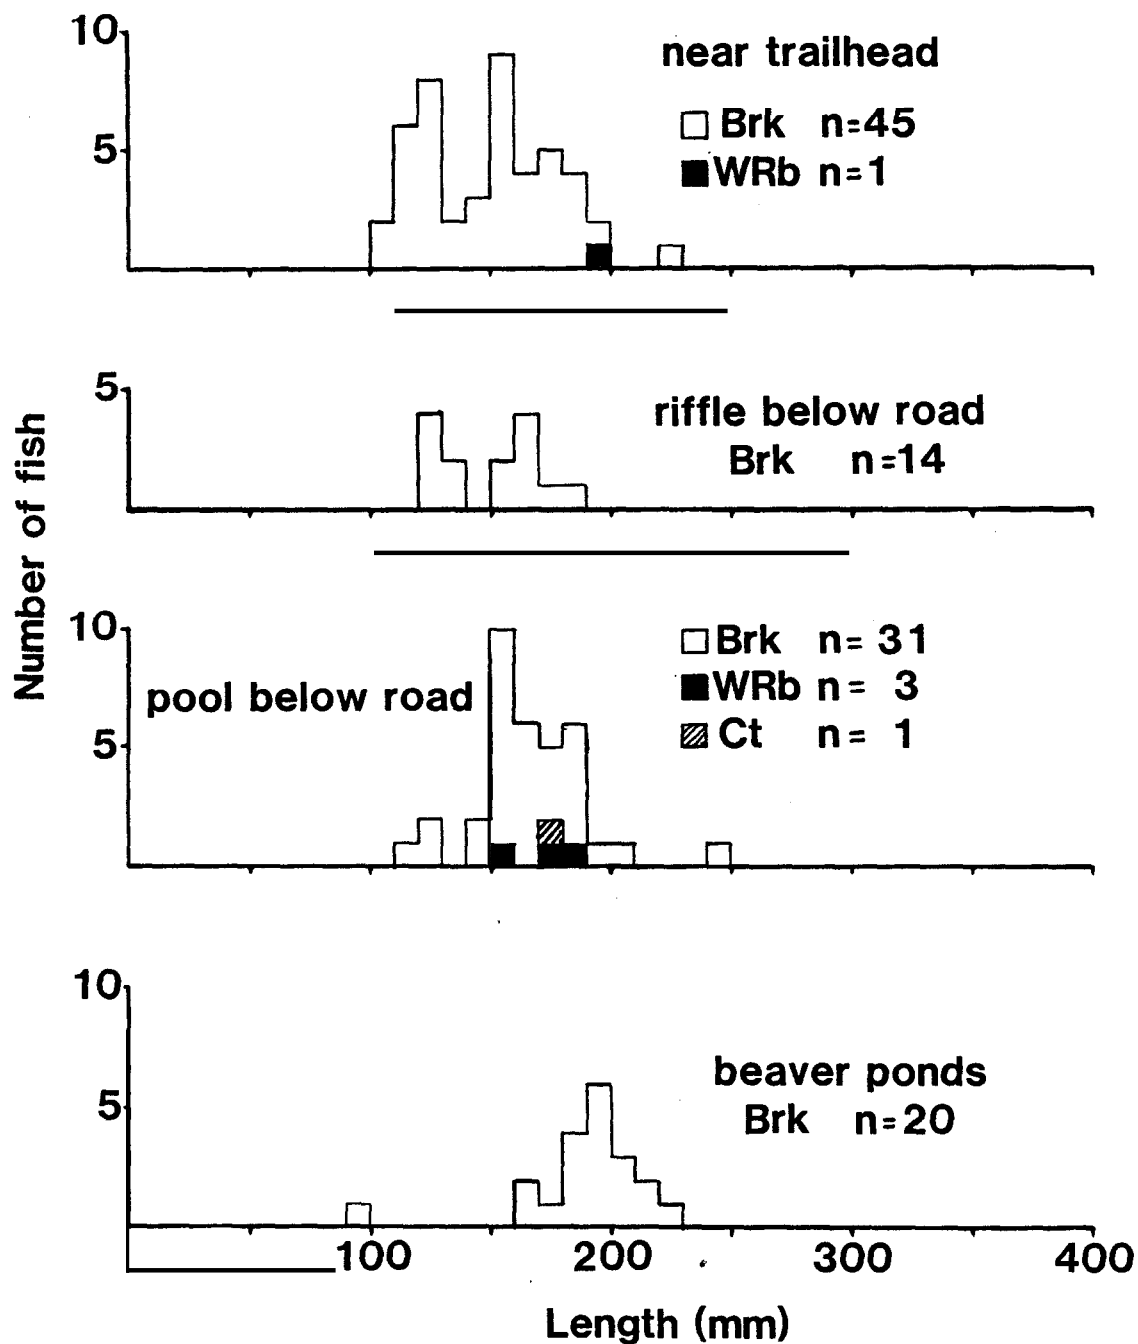 10
near trailhead
Brk n=45
5
WRb n=1
5
riffle below road
Brk n=14
Number of fish
10
Brk n= 31
pool below road
WRb n= 3
5
Ct n= 1
10
beaver ponds
5
Brk n=20
100 200 300 400
Length (mm)